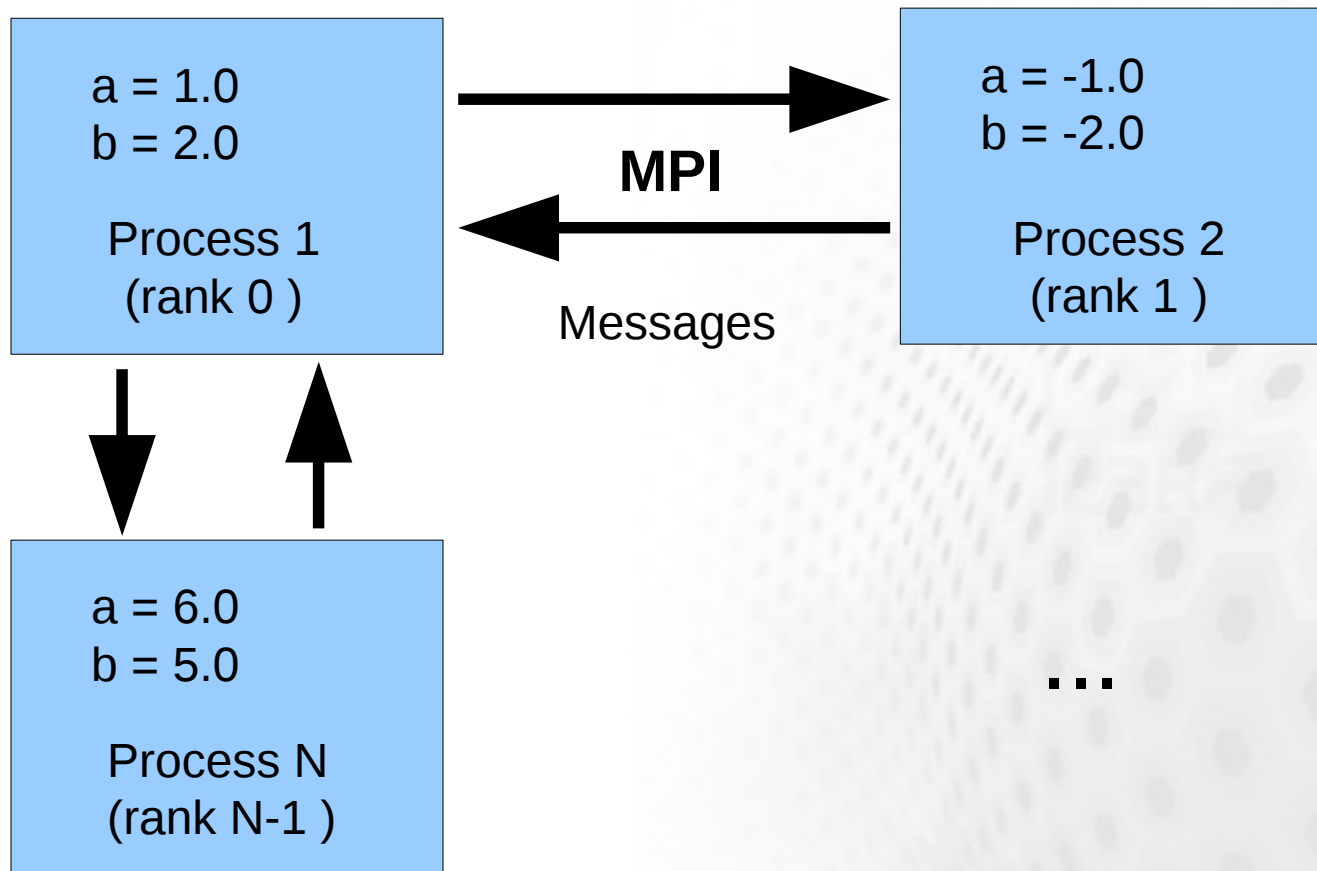 a = 1.0
b = 2.0
Process 1
(rank 0 )
MPI
Messages
a = -1.0
b = -2.0
Process 2
(rank 1 )
a = 6.0
b = 5.0
Process N
(rank N-1 )
...